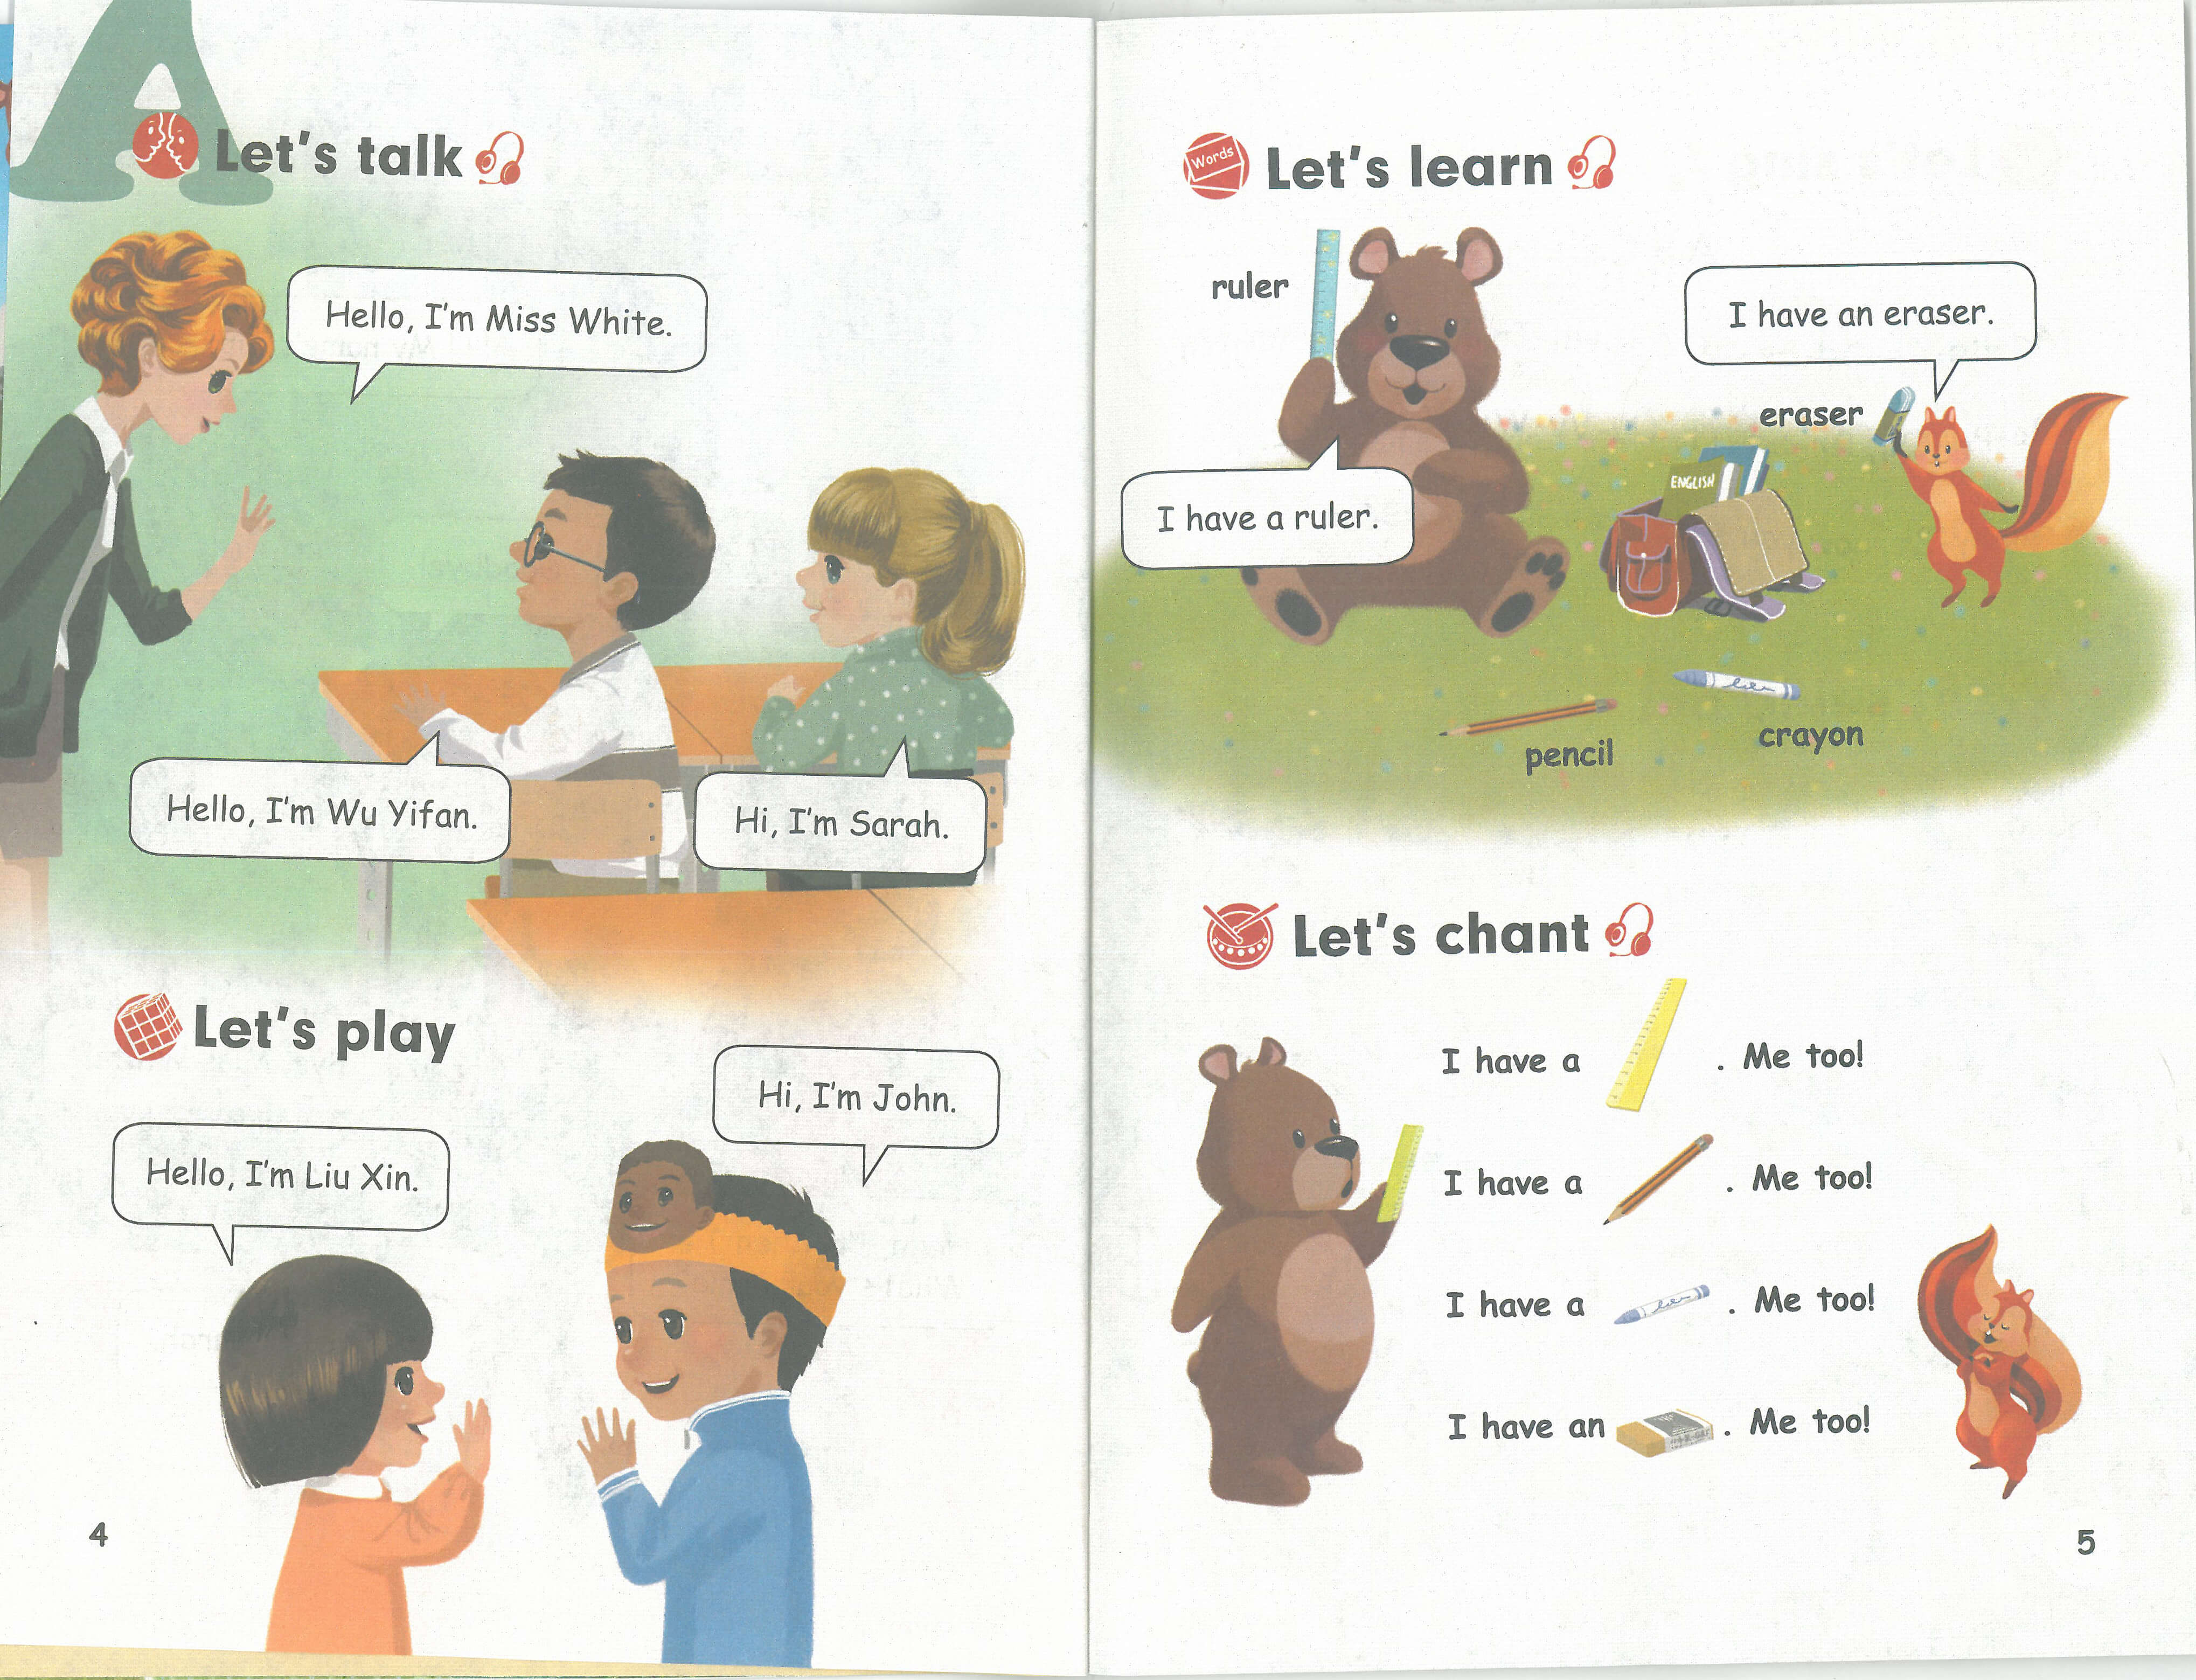 A
Let's talk
Hello, I'm Miss White.
Hello, I'm Wu Yifan.
Hi, I'm Sarah.
Let's play
Hi, I'm John.
Hello, I'm Liu Xin.
4
Words
Let's learn
ruler
I have an eraser.
eraser
ENGLISH
I have a ruler.
pencil
crayon
Let's chant
I have a . Me too!
I have a . Me too!
I have a . Me too!
I have an . Me too!
5